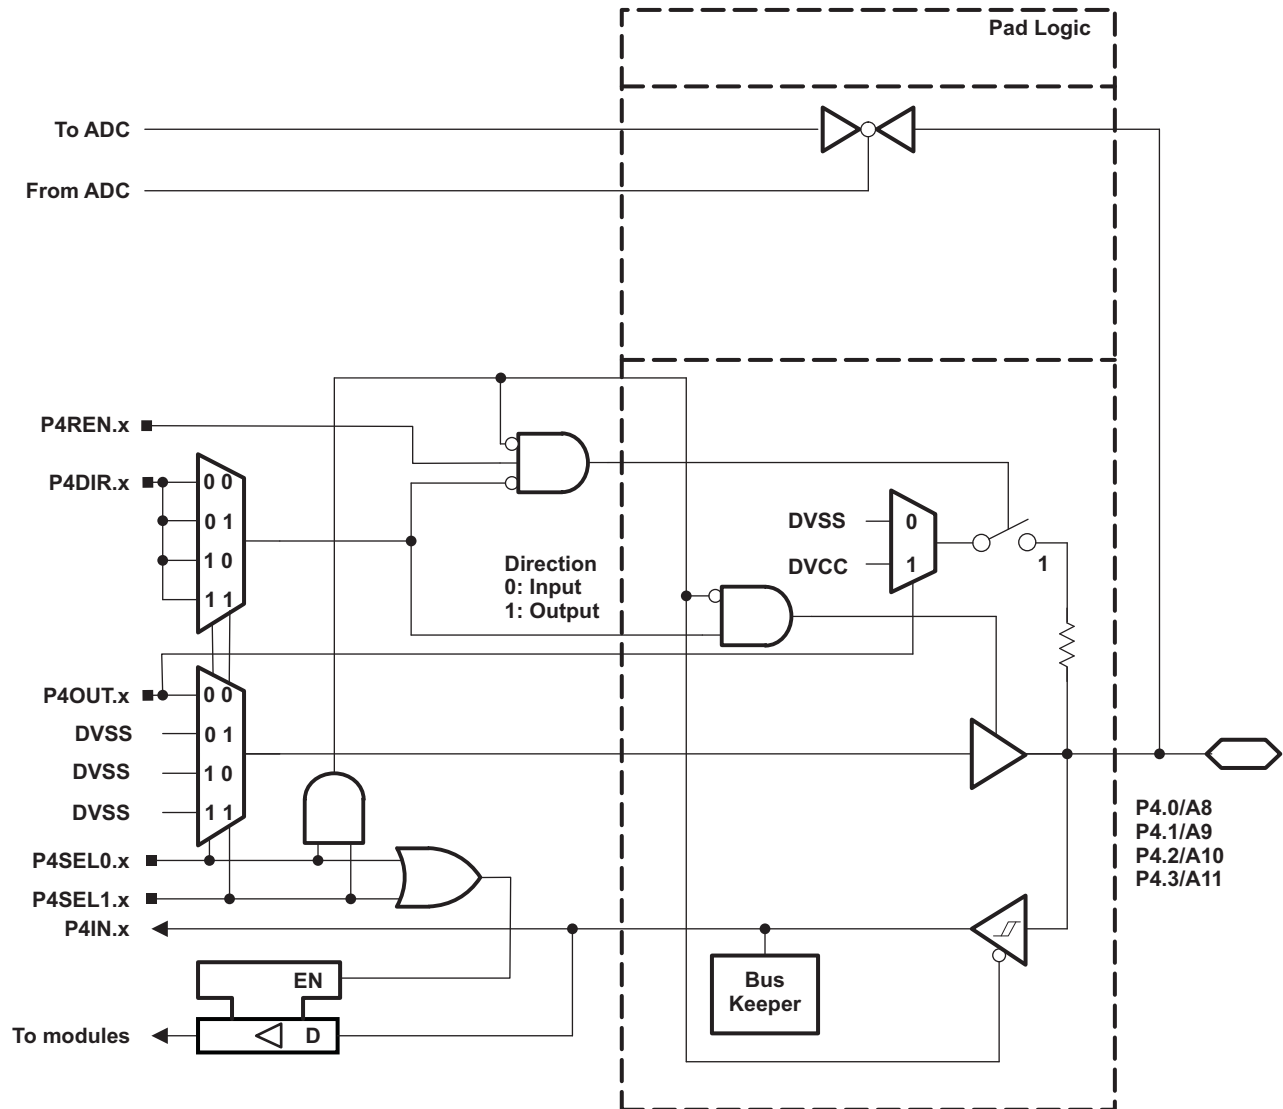 Pad Logic
To ADC
From ADC
P4REN.x
P4DIR.x
0 0
0 1
1 0
1 1
Direction
0: Input
1: Output
DVSS
0
DVCC
1
1
P4OUT.x
0 0
DVSS
0 1
DVSS
1 0
DVSS
1 1
P4.0/A8
P4.1/A9
P4.2/A10
P4.3/A11
P4SEL0.x
P4SEL1.x
P4IN.x
Bus
Keeper
EN
To modules
D